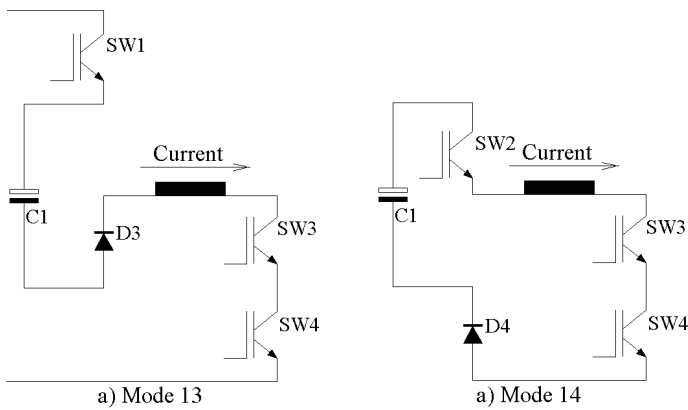 SW1
Current
C1
D3
SW3
SW4
a) Mode 13
SW2
Current
C1
SW3
D4
SW4
a) Mode 14